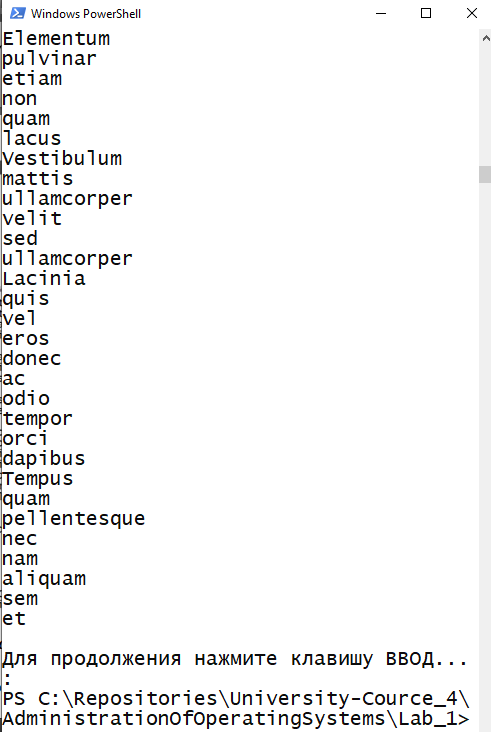 Windows PowerShell
Elementum
pulvinar
etiam
non
quam
lacus
Vestibulum
mattis
ullamcorper
velit
sed
ullamcorper
Lacinia
quis
vel
eros
donec
ac
odio
tempor
orci
dapibus
Tempus
quam
pellentesque
nec
nam
aliquam
sem
et
Для продолжения нажмите клавишу ВВОД...
:
PS C:\Repositories\University-Cource_4\
AdministrationOfOperatingSystems\Lab_1>